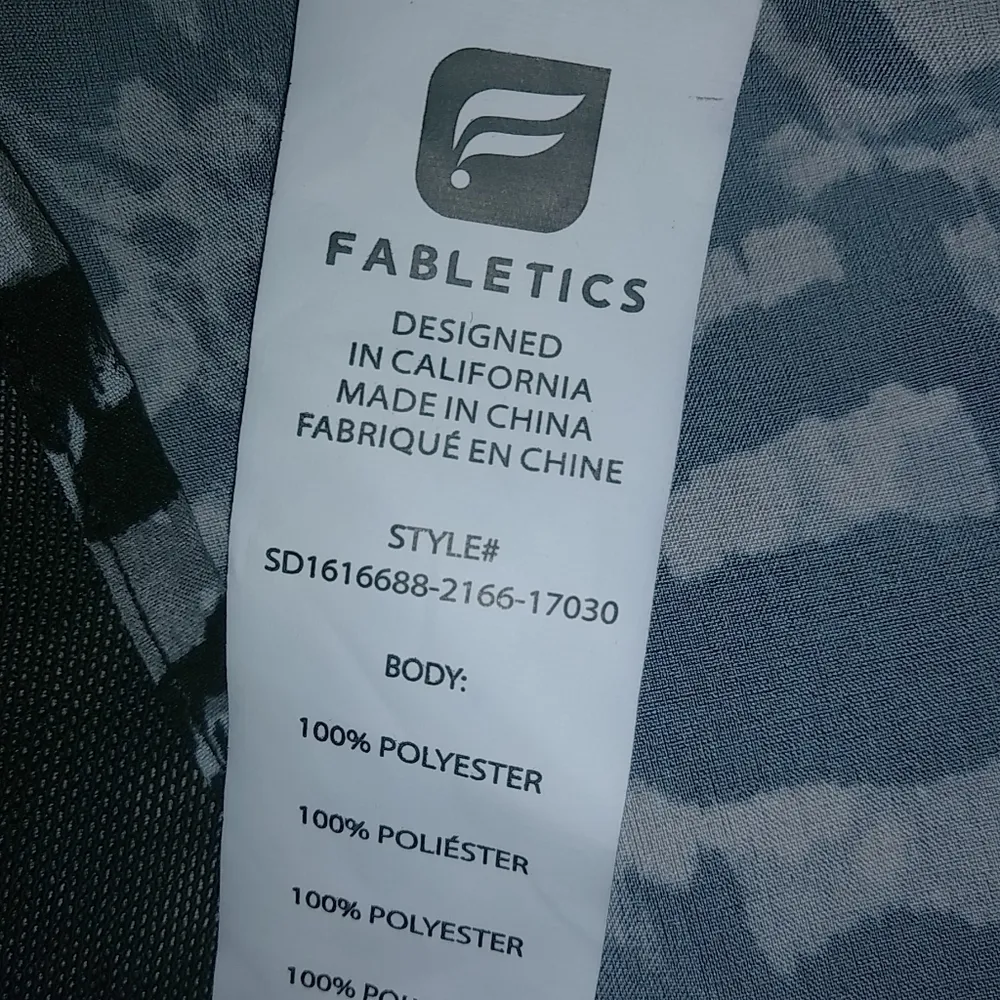 FABLETICS
DESIGNED
IN CALIFORNIA
MADE IN CHINA
FABRIQUÉ EN CHINE
STYLE#
SD1616688-2166-17030
BODY:
100% POLYESTER
100% POLIÉSTER
100% POLYESTER
100%